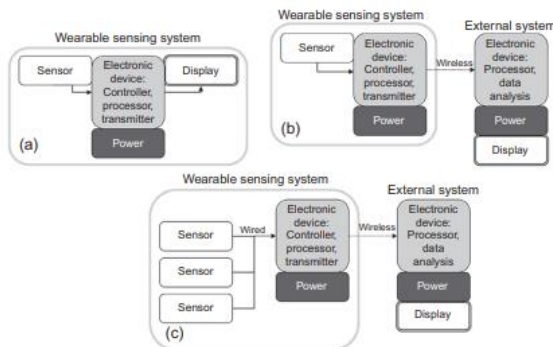 Wearable sensing system
Sensor
Electronic
device:
Controller,
processor,
transmitter
Display
Power
(a)
Wearable sensing system
Sensor
Electronic
device:
Controller,
processor,
transmitter
Power
(b)
Wireless
External system
Electronic
device:
Processor,
data
analysis
Power
Display
Wearable sensing system
Sensor
Sensor
Sensor
Wired
Electronic
device:
Controller,
processor,
transmitter
Power
(c)
Wireless
External system
Electronic
device:
Processor,
data
analysis
Power
Display